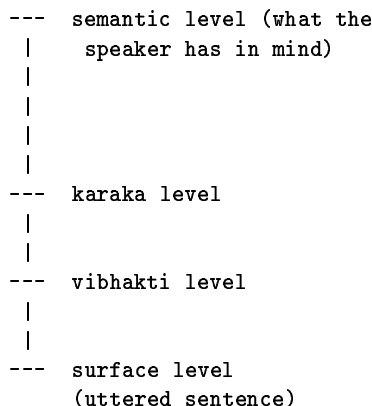 --- semantic level (what the
| speaker has in mind)
|
|
|
|
--- karaka level
|
|
--- vibhakti level
|
|
--- surface level
(uttered sentence)